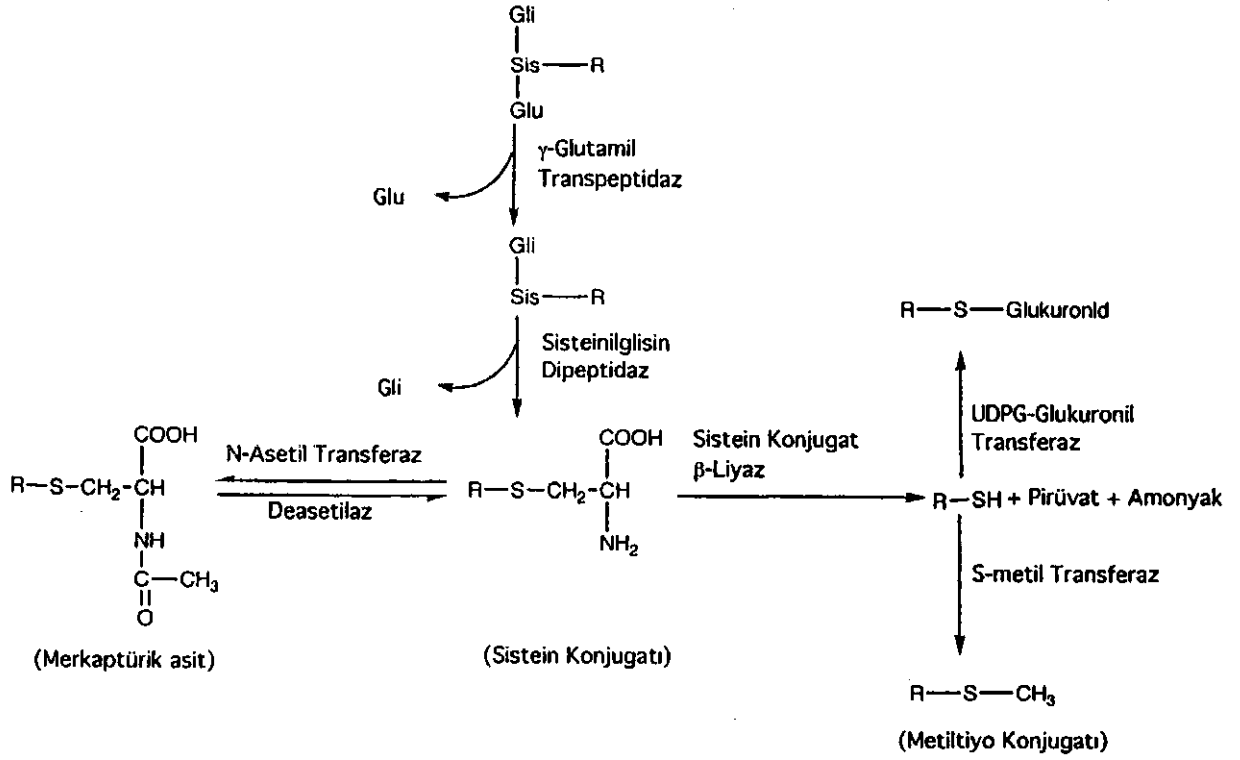 Gli
Sis—R
Glu
γ-Glutamil
Transpeptidaz
Glu
Gli
Sis—R
Sisteinilglisin
Dipeptidaz
Gli
R—S—Glukuronid
UDPG-Glukuronil
Transferaz
COOH
R—S—CH₂-CH
NH
C—CH₃
O
(Merkaptürik asit)
N-Asetil Transferaz
Deasetilaz
COOH
R—S—CH₂-CH
NH₂
(Sistein Konjugatı)
Sistein Konjugat
β-Liyaz
R—SH + Pirüvat + Amonyak
S-metil Transferaz
R—S—CH₃
(Metiltiyo Konjugatı)